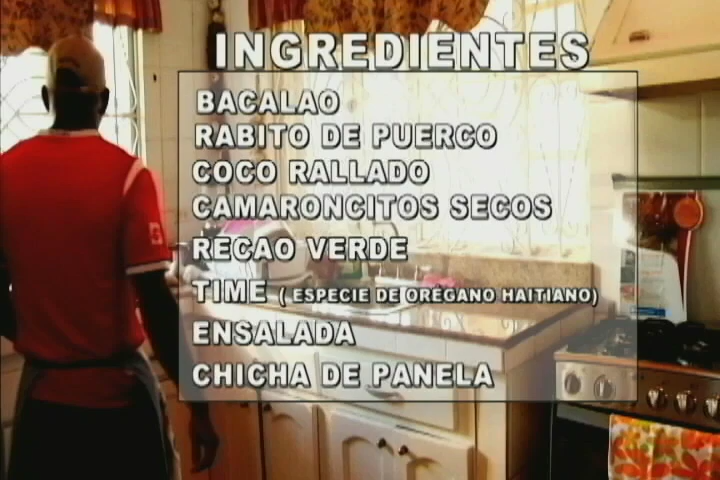 INGREDIENTES
BACALAO
RABITO DE PUERCO
COCO RALLADO
CAMARONCITOS SECOS
RECAO VERDE
TIME ( ESPECIE DE OREGANO HAITIANO)
ENSALADA
CHICHA DE PANELA